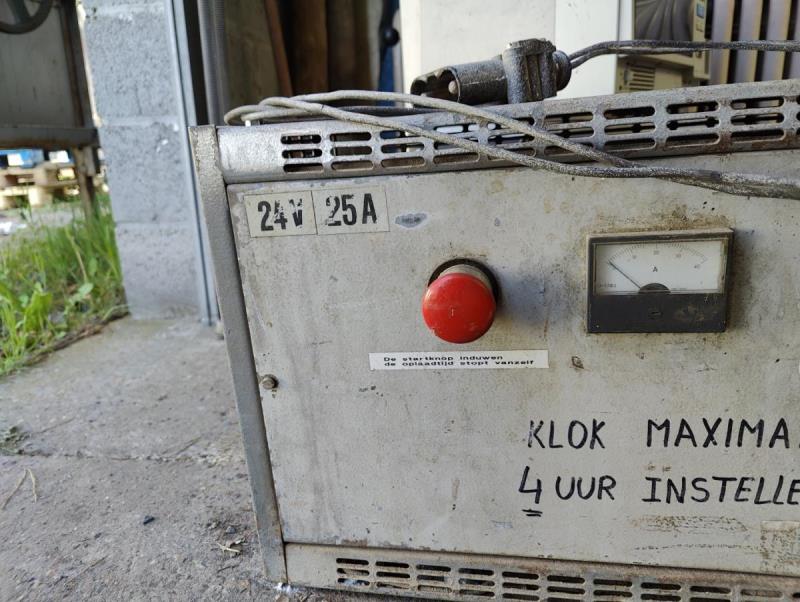 24V 25A
A
De startknop induwen
de oplaadtijd stopt vanzelf
KLOK MAXIMA
4 UUR INSTELLE